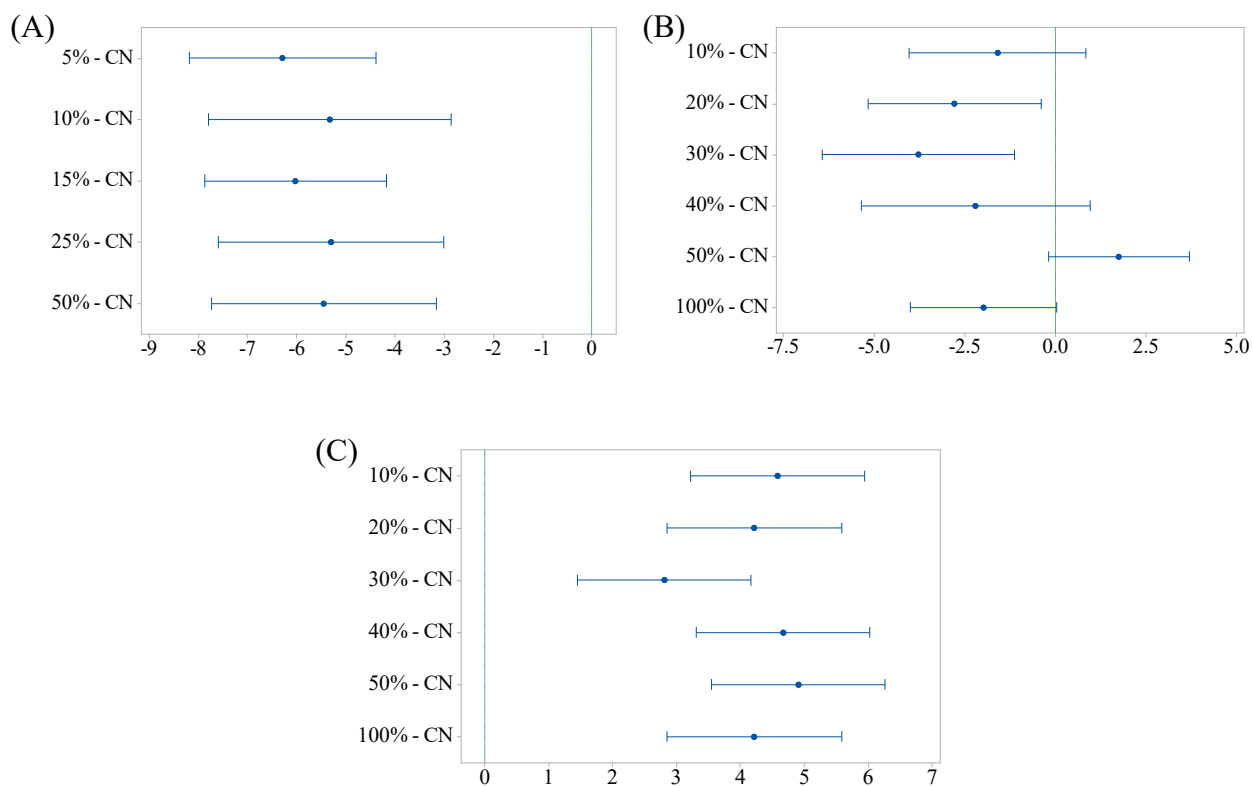 (A)
5% - CN
10% - CN
15% - CN
25% - CN
50% - CN
-9 -8 -7 -6 -5 -4 -3 -2 -1 0
(B)
10% - CN
20% - CN
30% - CN
40% - CN
50% - CN
100% - CN
-7.5 -5.0 -2.5 0.0 2.5 5.0
(C)
10% - CN
20% - CN
30% - CN
40% - CN
50% - CN
100% - CN
0 1 2 3 4 5 6 7